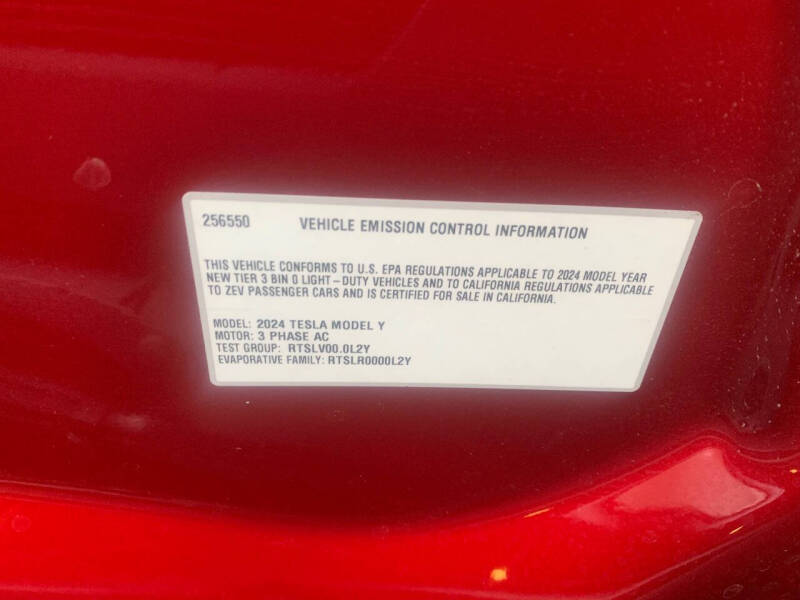 256550 VEHICLE EMISSION CONTROL INFORMATION
THIS VEHICLE CONFORMS TO U.S. EPA REGULATIONS APPLICABLE TO 2024 MODEL YEAR
NEW TIER 3 BIN 0 LIGHT-DUTY VEHICLES AND TO CALIFORNIA REGULATIONS APPLICABLE
TO ZEV PASSENGER CARS AND IS CERTIFIED FOR SALE IN CALIFORNIA.
MODEL: 2024 TESLA MODEL Y
MOTOR: 3 PHASE AC
TEST GROUP: RTSLV00.0L2Y
EVAPORATIVE FAMILY: RTSLR0000L2Y